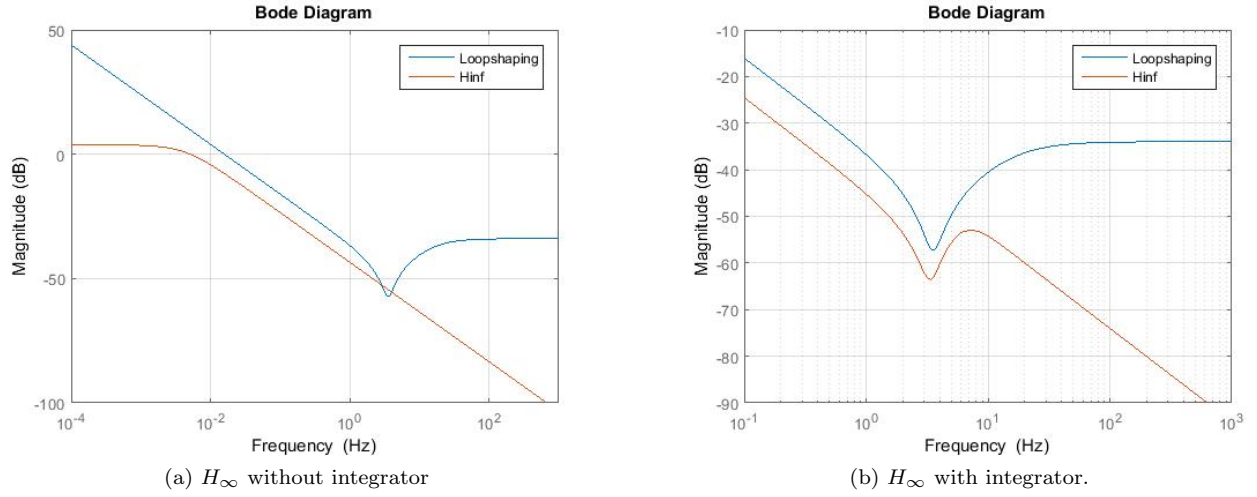 Bode Diagram
50
0
-50
-100
Magnitude (dB)
10^-4
10^-2
10^0
10^2
Frequency (Hz)
Loopshaping
Hinf
(a) H∞ without integrator
Bode Diagram
-10
-20
-30
-40
-50
-60
-70
-80
-90
Magnitude (dB)
10^-1
10^0
10^1
10^2
10^3
Frequency (Hz)
Loopshaping
Hinf
(b) H∞ with integrator.